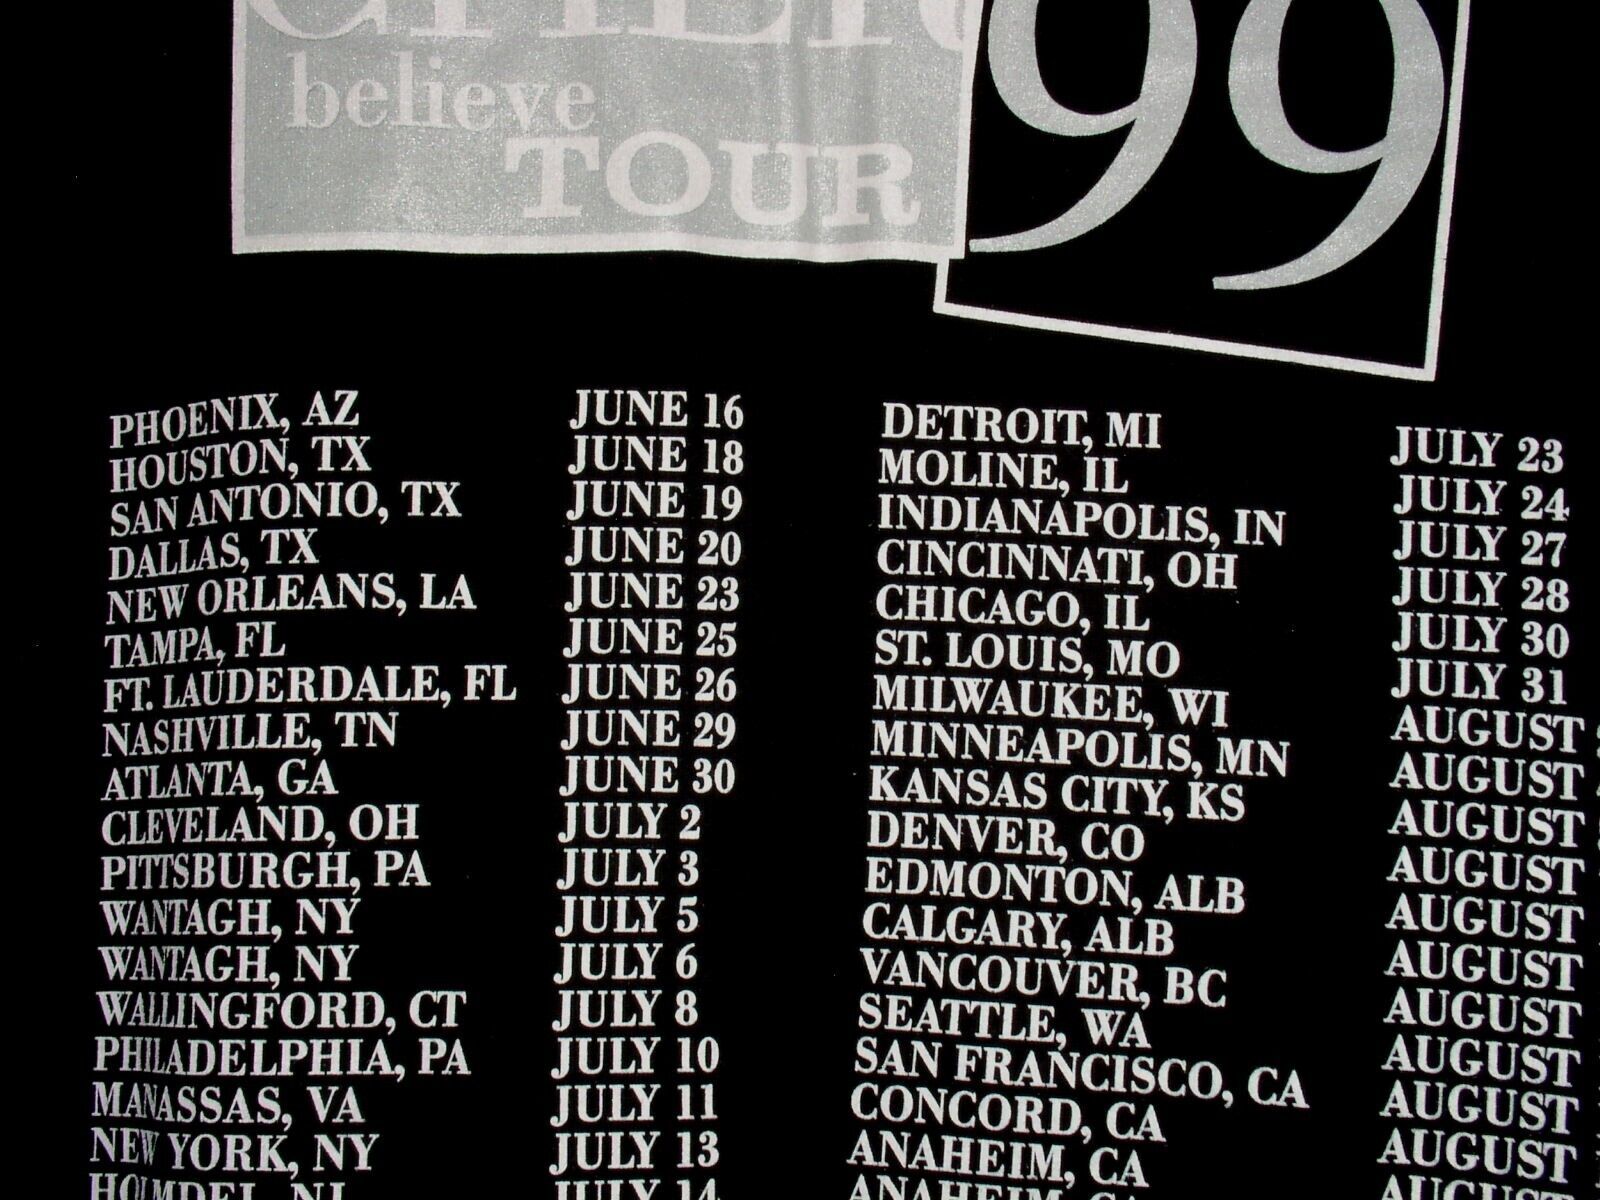 CHER
believe
TOUR
99
PHOENIX, AZ JUNE 16
HOUSTON, TX JUNE 18
SAN ANTONIO, TX JUNE 19
DALLAS, TX JUNE 20
NEW ORLEANS, LA JUNE 23
TAMPA, FL JUNE 25
FT. LAUDERDALE, FL JUNE 26
NASHVILLE, TN JUNE 29
ATLANTA, GA JUNE 30
CLEVELAND, OH JULY 2
PITTSBURGH, PA JULY 3
WANTAGH, NY JULY 5
WANTAGH, NY JULY 6
WALLINGFORD, CT JULY 8
PHILADELPHIA, PA JULY 10
MANASSAS, VA JULY 11
NEW YORK, NY JULY 13
HOLMDEL, NJ JULY 14
DETROIT, MI JULY 23
MOLINE, IL JULY 24
INDIANAPOLIS, IN JULY 27
CINCINNATI, OH JULY 28
CHICAGO, IL JULY 30
ST. LOUIS, MO JULY 31
MILWAUKEE, WI AUGUST
MINNEAPOLIS, MN AUGUST
KANSAS CITY, KS AUGUST
DENVER, CO AUGUST
EDMONTON, ALB AUGUST
CALGARY, ALB AUGUST
VANCOUVER, BC AUGUST
SEATTLE, WA AUGUST
SAN FRANCISCO, CA AUGUST
CONCORD, CA AUGUST
ANAHEIM, CA AUGUST
ANAHEIM, CA